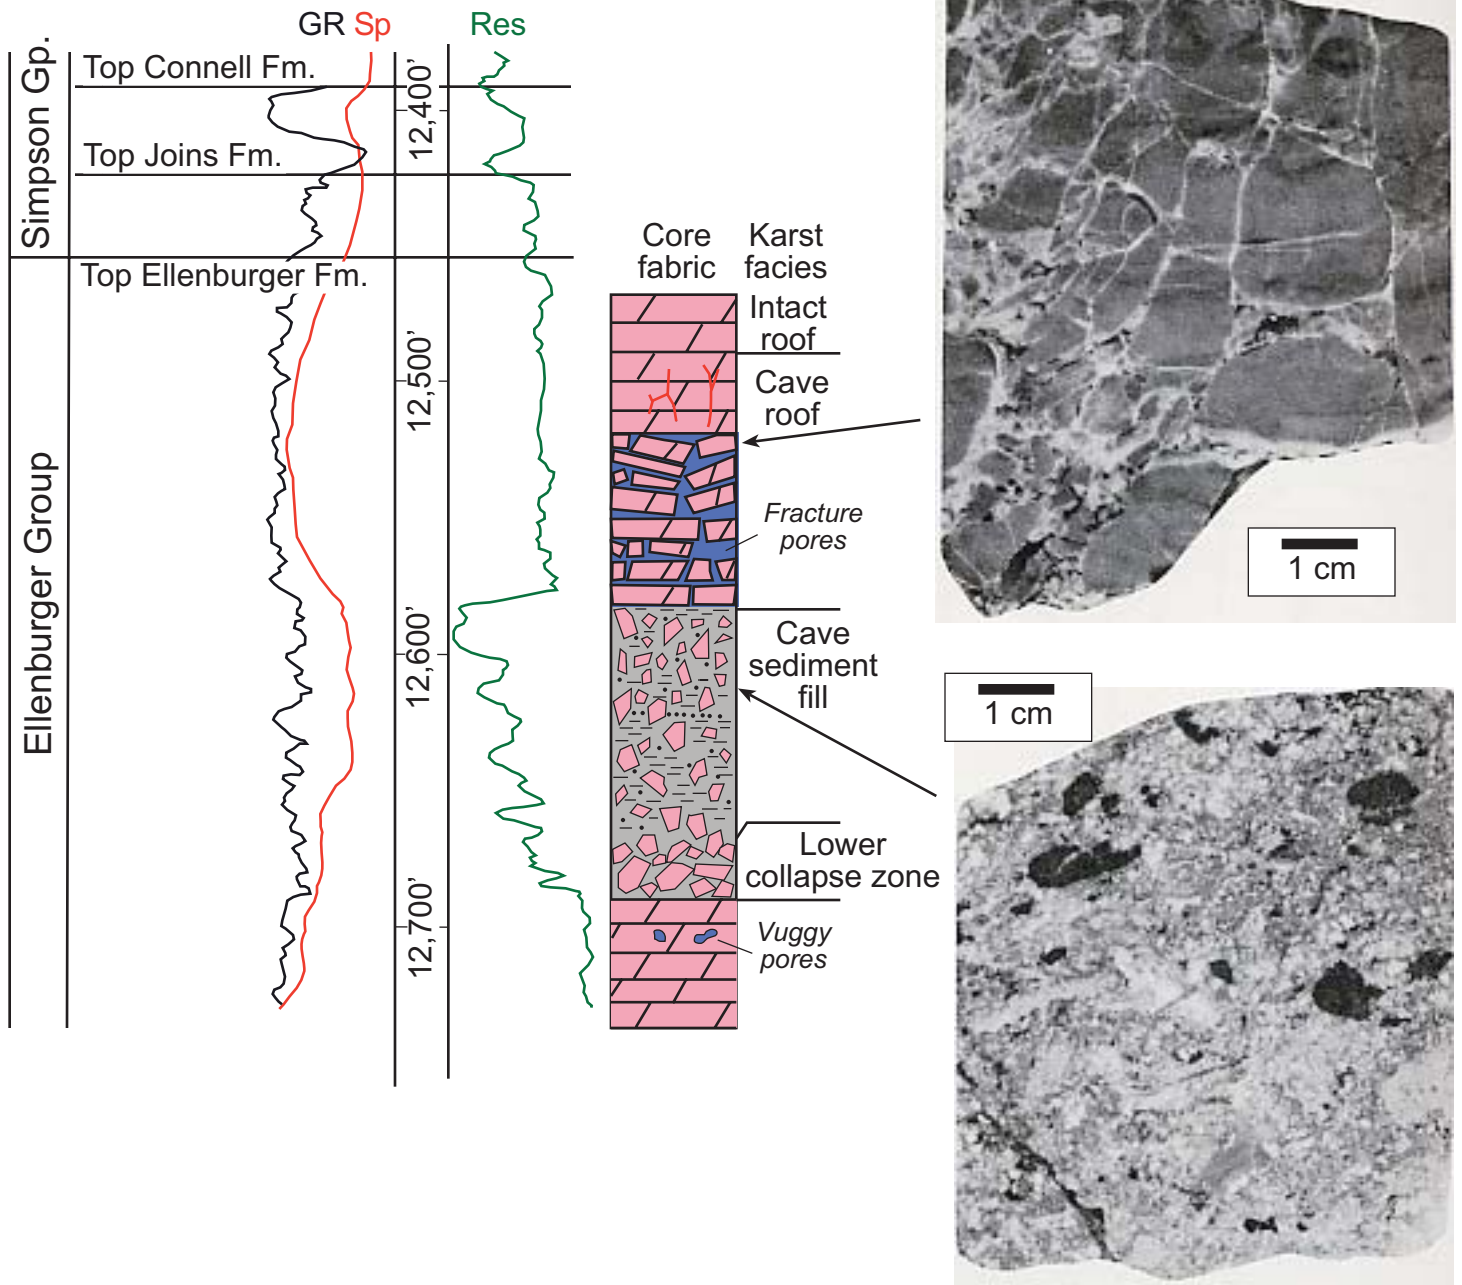 GR Sp
Res
Simpson Gp.
Top Connell Fm.
12,400’
Top Joins Fm.
Top Ellenburger Fm.
Ellenburger Group
12,500’
12,600’
12,700’
Core
fabric
Karst
facies
Intact
roof
Cave
roof
Fracture
pores
Cave
sediment
fill
Lower
collapse zone
Vuggy
pores
1 cm
1 cm